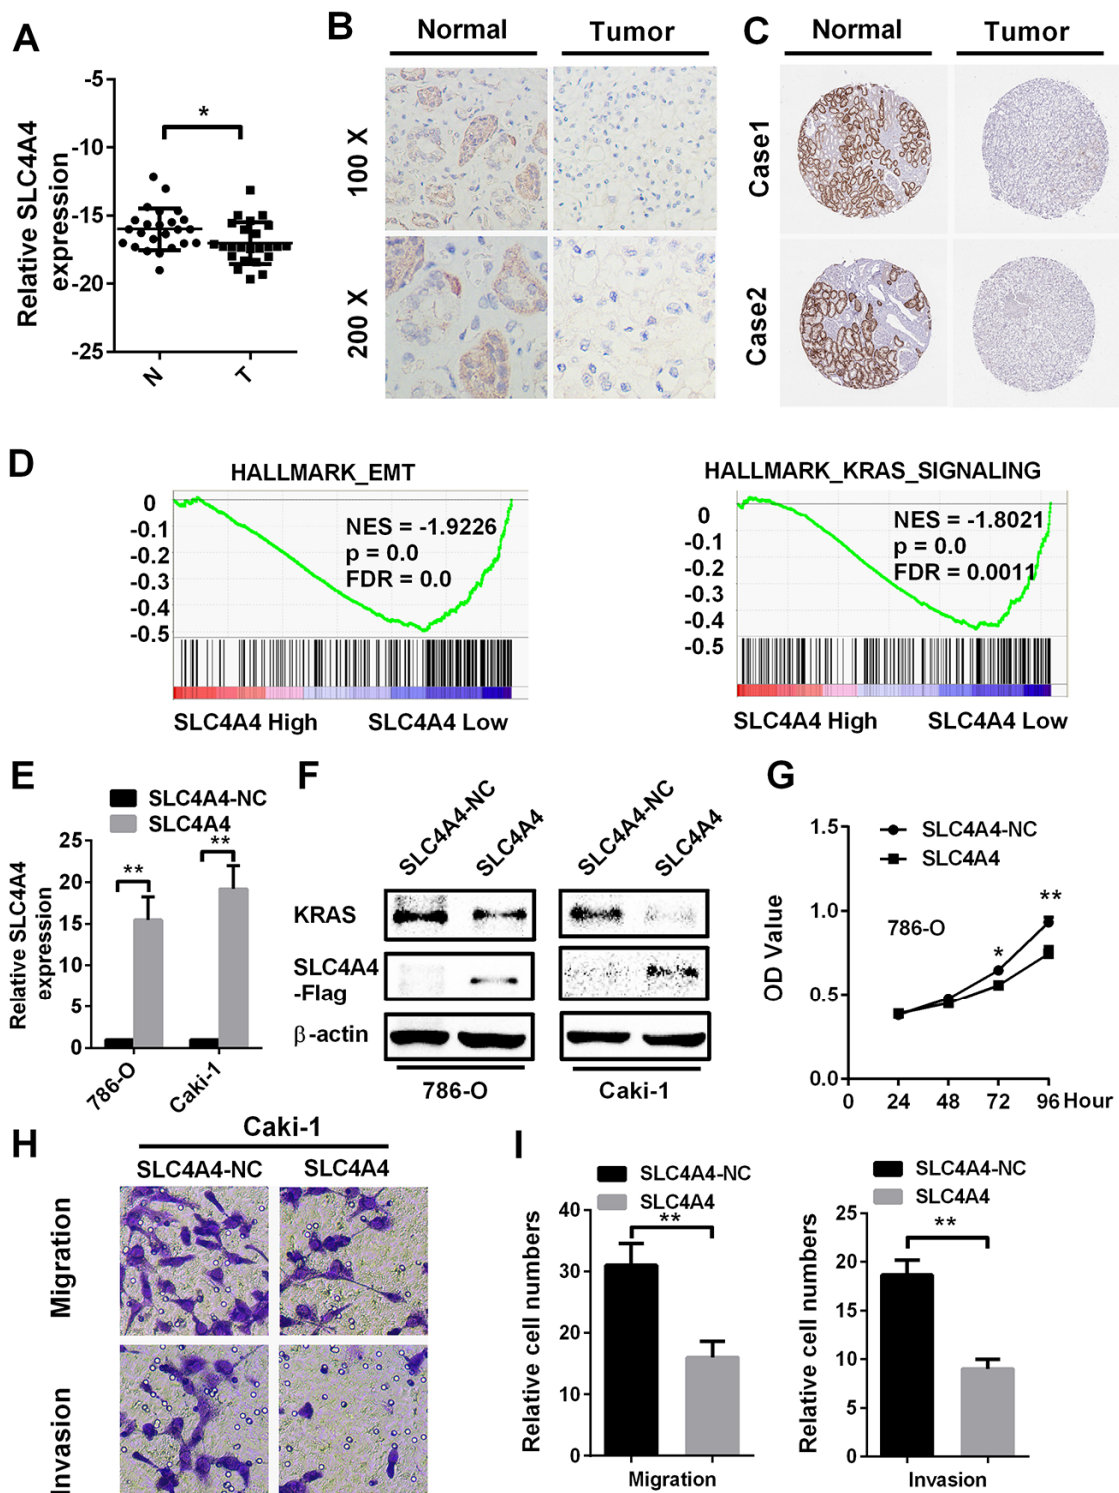 A
Relative SLC4A4
expression
-5
-10
-15
-20
-25
*
N
T
B
Normal
Tumor
100 X
200 X
C
Normal
Tumor
Case1
Case2
D
HALLMARK_EMT
0
-0.1
-0.2
-0.3
-0.4
-0.5
NES = -1.9226
p = 0.0
FDR = 0.0
SLC4A4 High
SLC4A4 Low
HALLMARK_KRAS_SIGNALING
0
-0.1
-0.2
-0.3
-0.4
-0.5
NES = -1.8021
p = 0.0
FDR = 0.0011
SLC4A4 High
SLC4A4 Low
E
SLC4A4-NC
SLC4A4
Relative SLC4A4
expression
25
20
15
10
5
0
**
**
786-O
Caki-1
F
SLC4A4-NC
SLC4A4
SLC4A4-NC
SLC4A4
KRAS
SLC4A4
-Flag
β-actin
786-O
Caki-1
G
SLC4A4-NC
SLC4A4
OD Value
1.5
1.0
0.5
0.0
786-O
*
**
0
24
48
72
96
Hour
H
Caki-1
SLC4A4-NC
SLC4A4
Migration
Invasion
I
SLC4A4-NC
SLC4A4
Relative cell numbers
40
30
20
10
0
**
Migration
SLC4A4-NC
SLC4A4
Relative cell numbers
25
20
15
10
5
0
**
Invasion